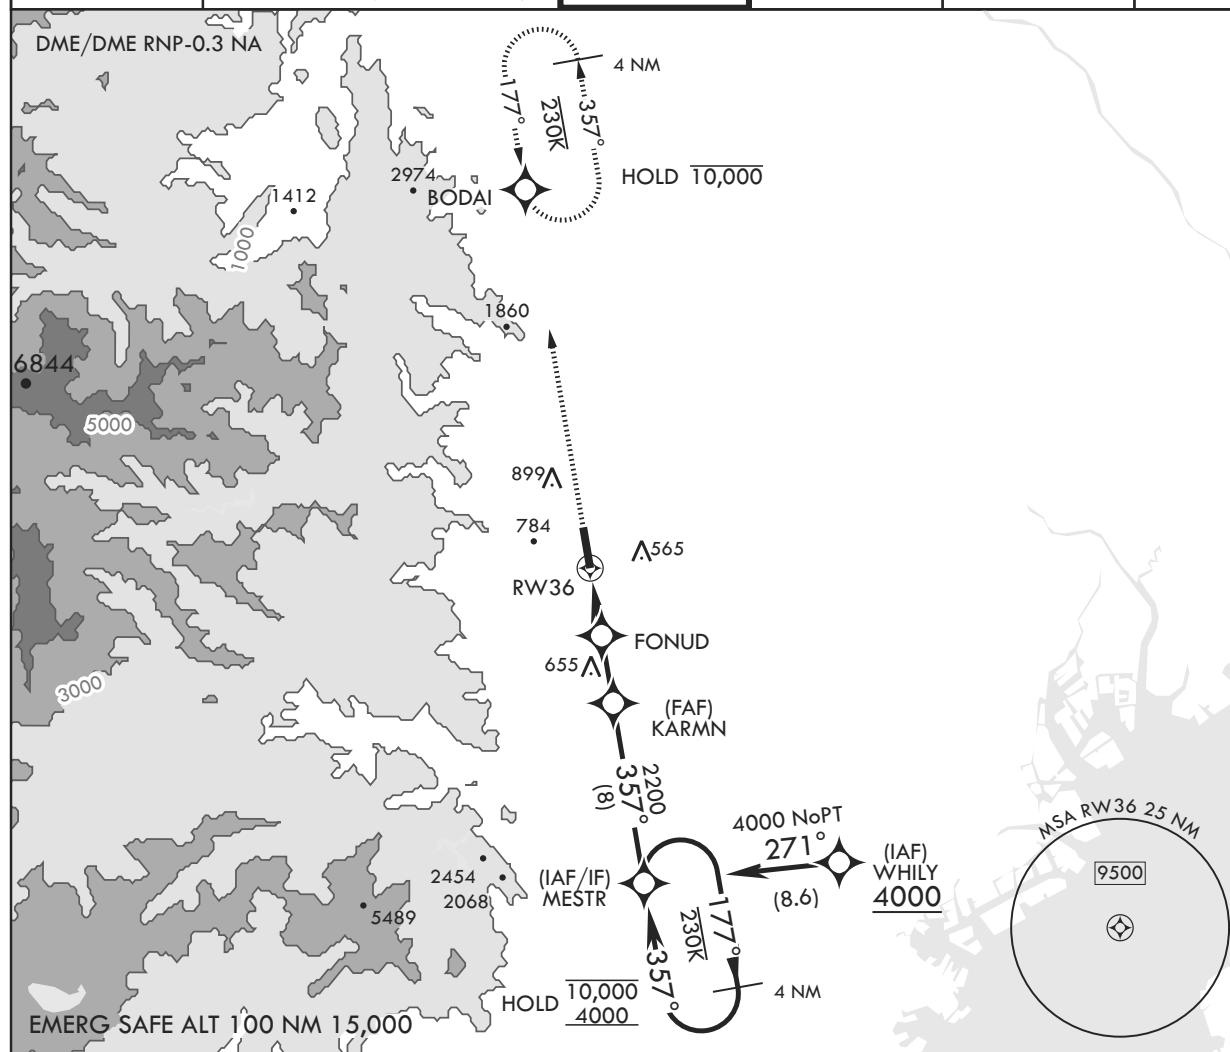 DME/DME RNP-0.3 NA
4 NM
177°
230K
357°
HOLD 10,000
2974
BODAI
1412
1000
1860
6844
5000
899
784
565
RW36
FONUD
655
3000
(FAF)
KARMN
2200
357°
(8)
4000 NoPT
271°
(8.6)
(IAF)
WHILY
4000
MSA RW36 25 NM
9500
(IAF/IF)
MESTR
2454
2068
5489
177°
230K
357°
4 NM
HOLD 10,000
4000
EMERG SAFE ALT 100 NM 15,000